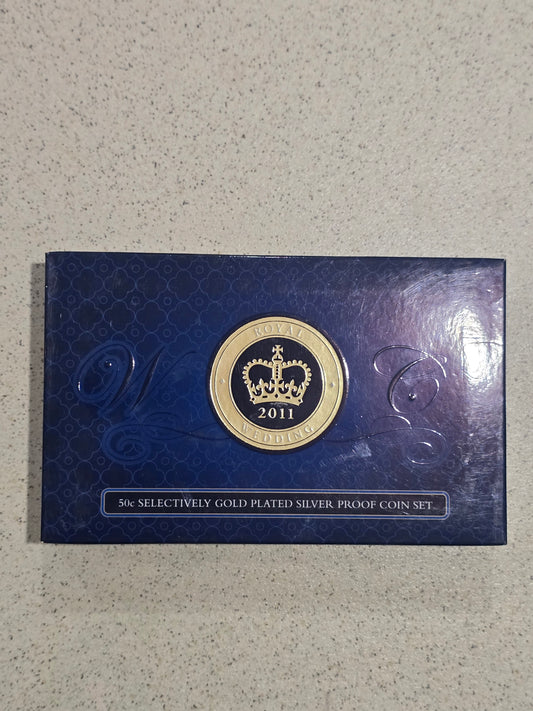 ROYAL
2011
WEDDING
W
C
50c SELECTIVELY GOLD PLATED SILVER PROOF COIN SET